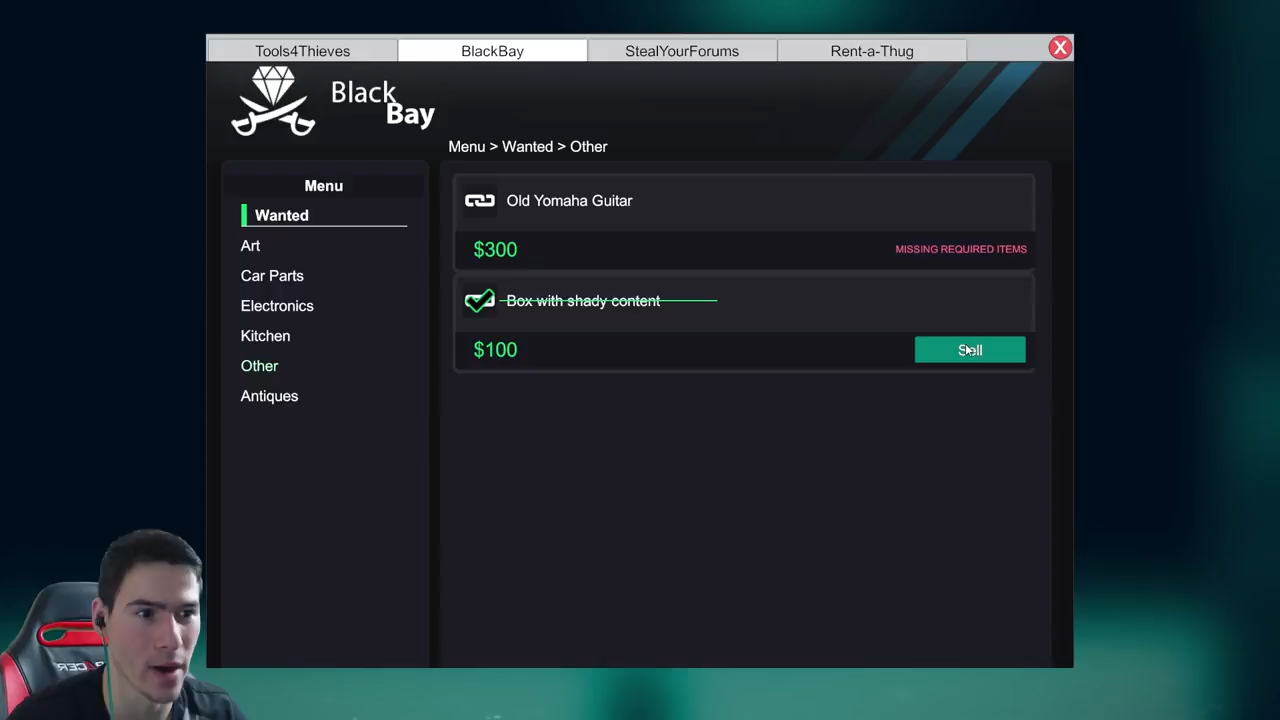 Tools4Thieves
BlackBay
StealYourForums
Rent-a-Thug
X
Black
Bay
Menu > Wanted > Other
Menu
Wanted
Art
Car Parts
Electronics
Kitchen
Other
Antiques
Old Yomaha Guitar
$300
MISSING REQUIRED ITEMS
Box with shady content
$100
Sell